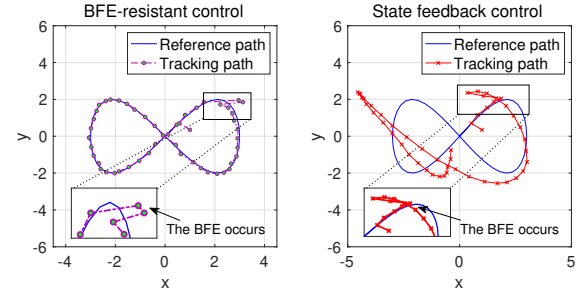 BFE-resistant control
State feedback control
6
4
2
0
-2
-4
-6
y
Reference path
Tracking path
The BFE occurs
-4
-2
0
2
4
x
6
4
2
0
-2
-4
-6
y
Reference path
Tracking path
The BFE occurs
-5
0
5
x